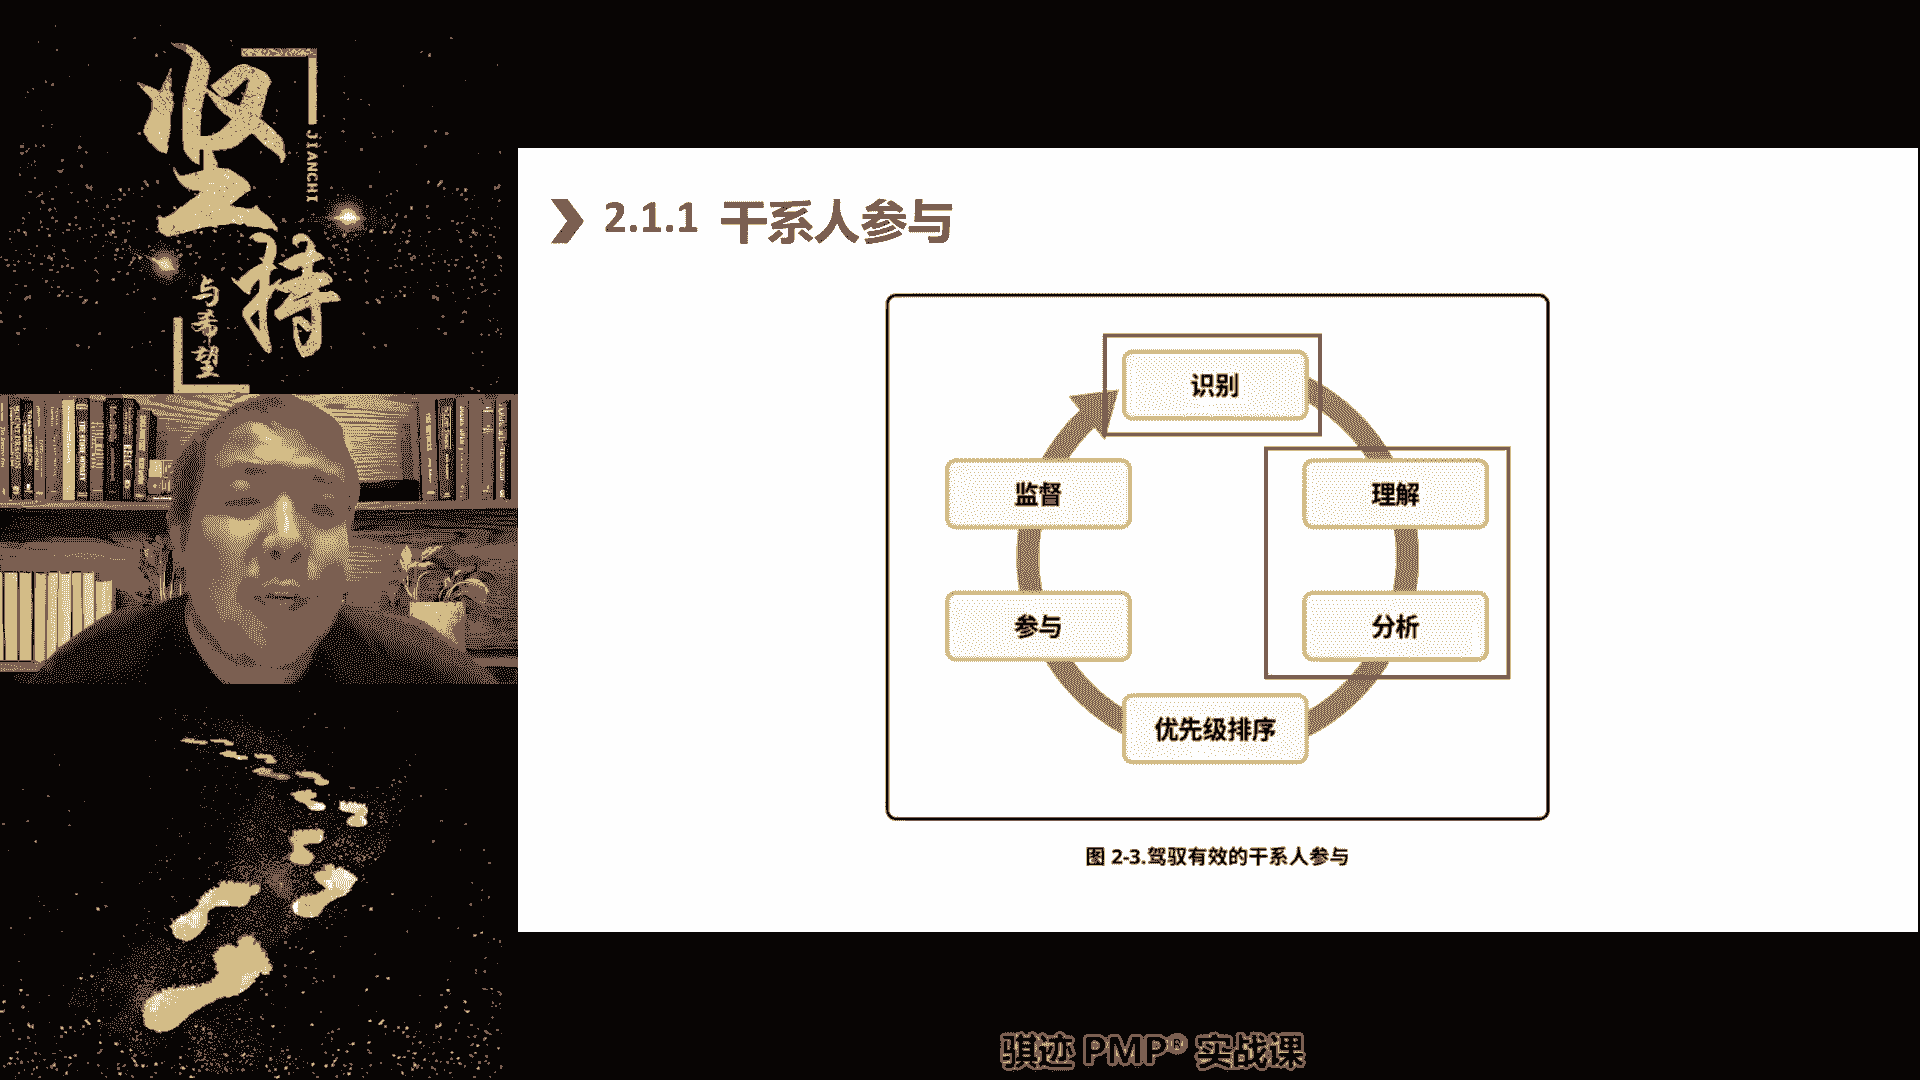 坚持
JIANCHI
与希望
2.1.1 干系人参与
识别
监督
理解
参与
分析
优先级排序
图 2-3.驾驭有效的干系人参与
骐迹 PMP® 实战课